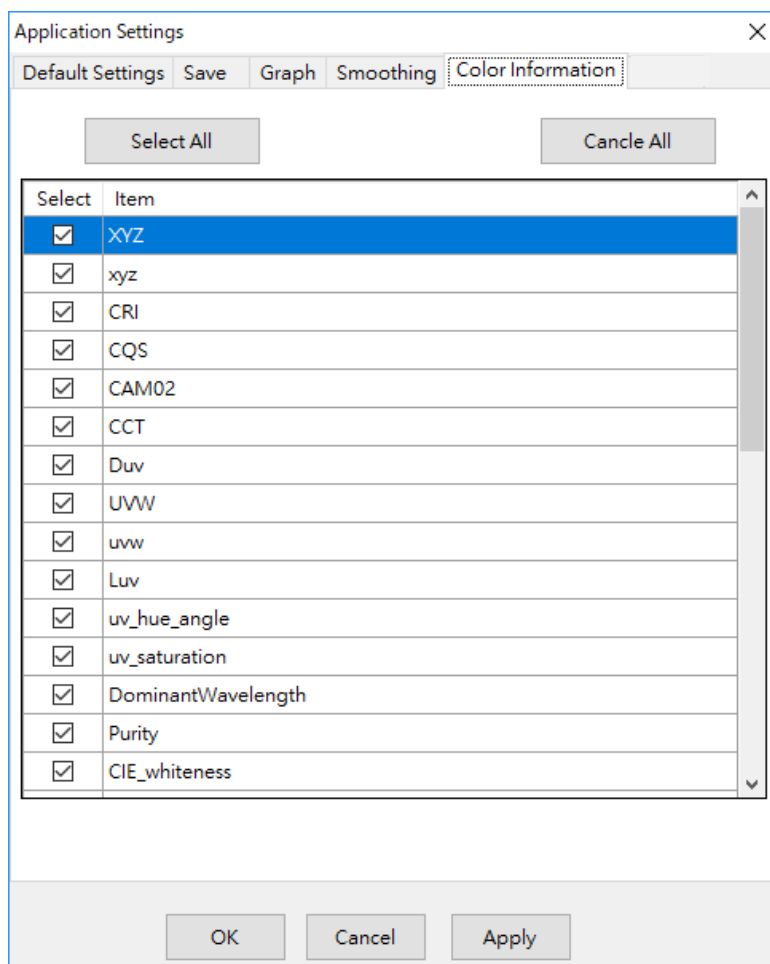 Application Settings
Default Settings Save Graph Smoothing Color Information
Select All Cancle All
Select Item
XYZ
xyz
CRI
CQS
CAM02
CCT
Duv
UVW
uvw
Luv
uv_hue_angle
uv_saturation
DominantWavelength
Purity
CIE_whiteness
OK Cancel Apply